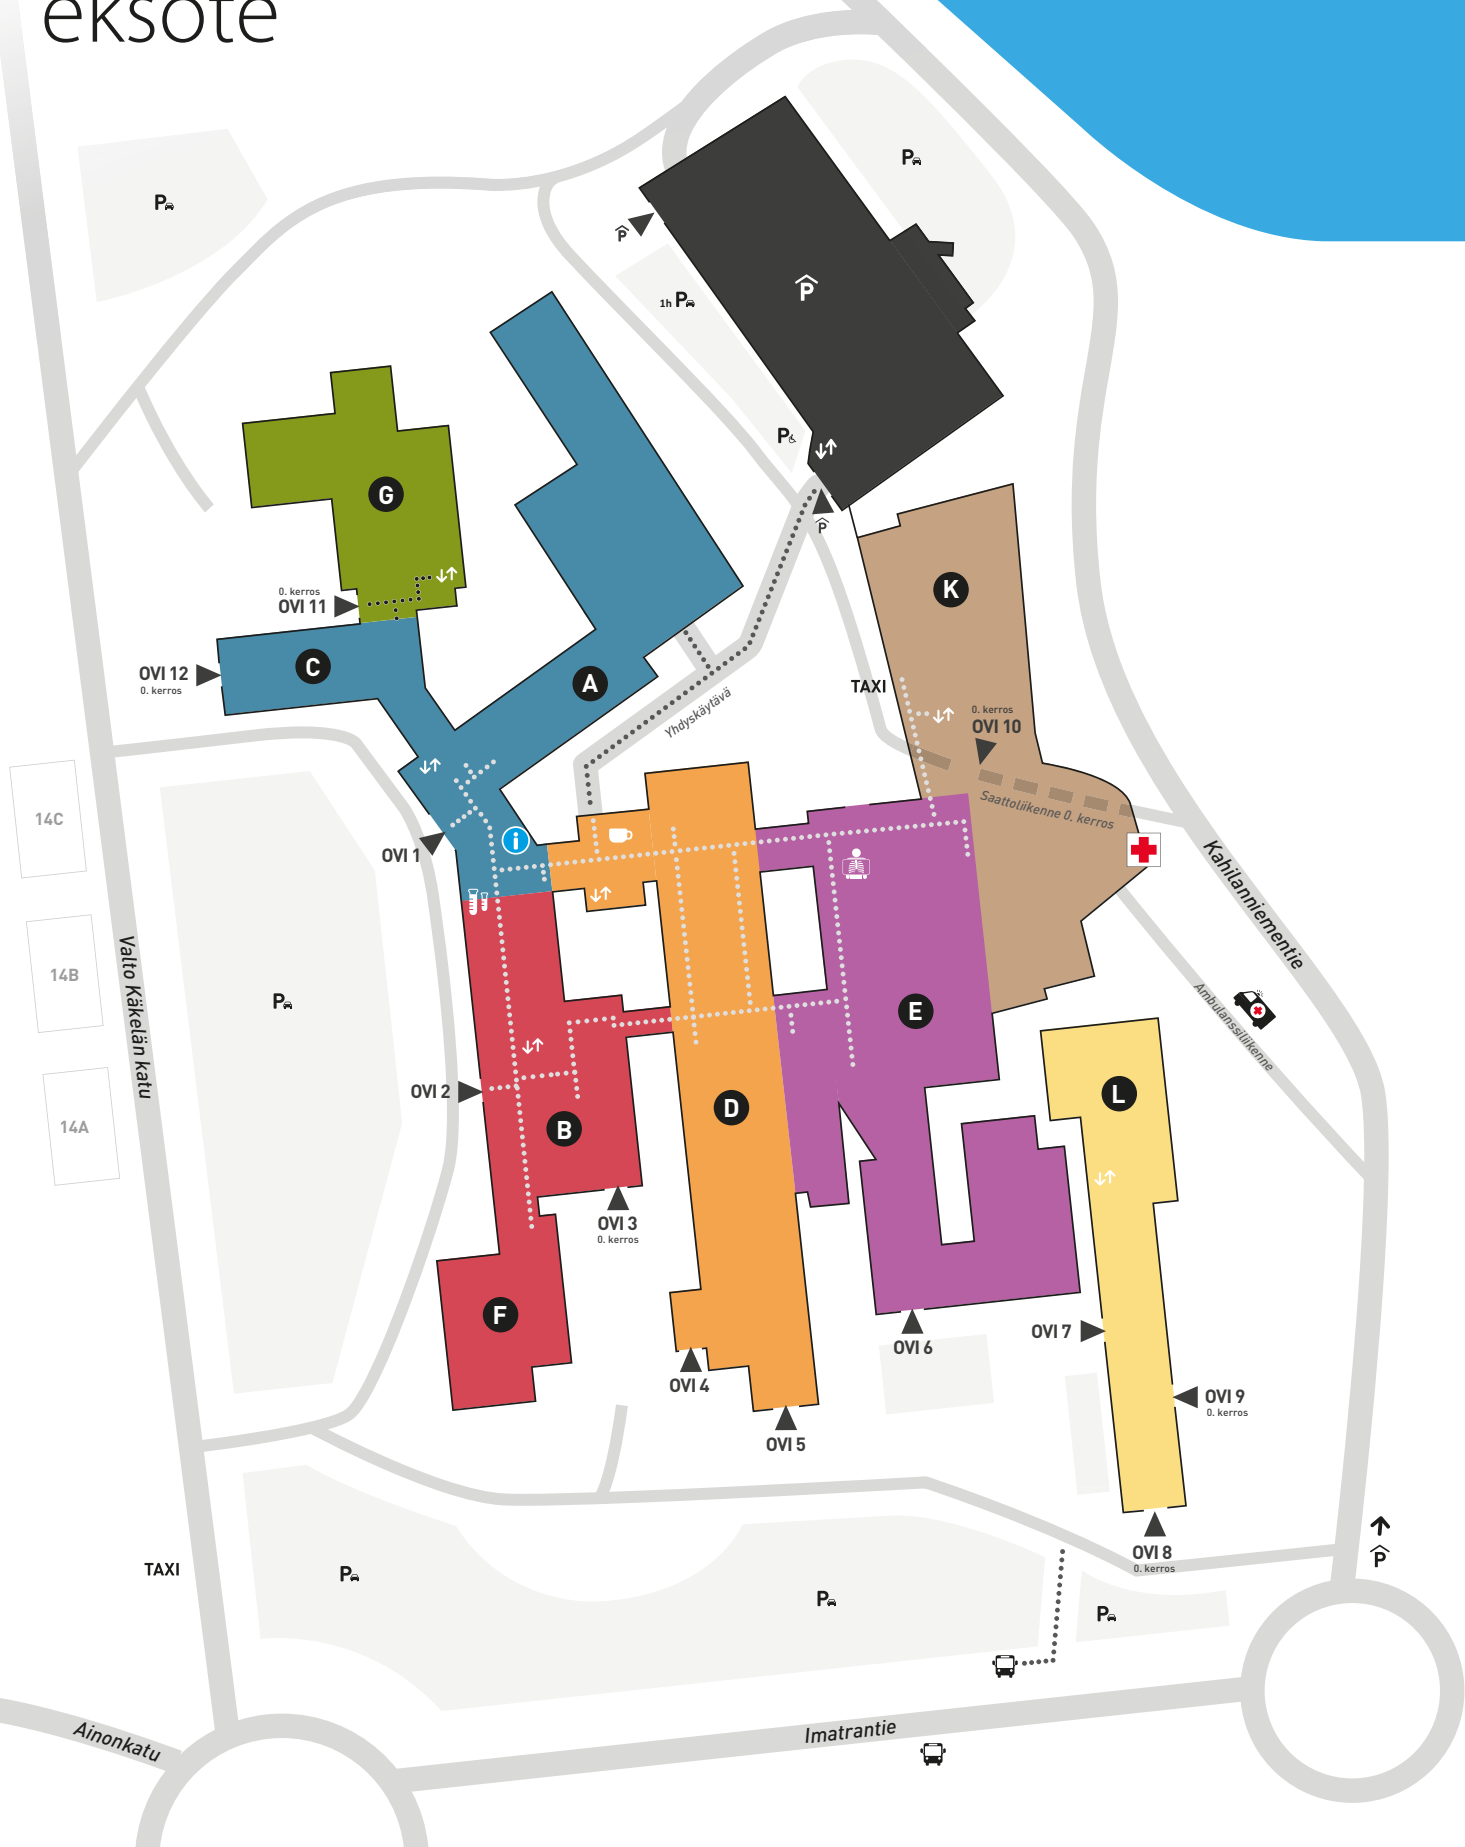 eksote
P
P
P
1h P
P
P
P
P
G
K
0. kerros
OVI 11
C
OVI 12
0. kerros
A
TAXI
Yhdyskäytävä
0. kerros
OVI 10
Saattoliikenne 0. kerros
14C
OVI 1
i
Kahilanniementie
14B
Valto Käkelän katu
P
E
Ambulanssiliikenne
OVI 2
L
14A
B
D
OVI 3
0. kerros
F
OVI 7
OVI 6
OVI 4
OVI 9
0. kerros
OVI 5
OVI 8
0. kerros
P
TAXI
P
P
P
Ainonkatu
Imatrantie